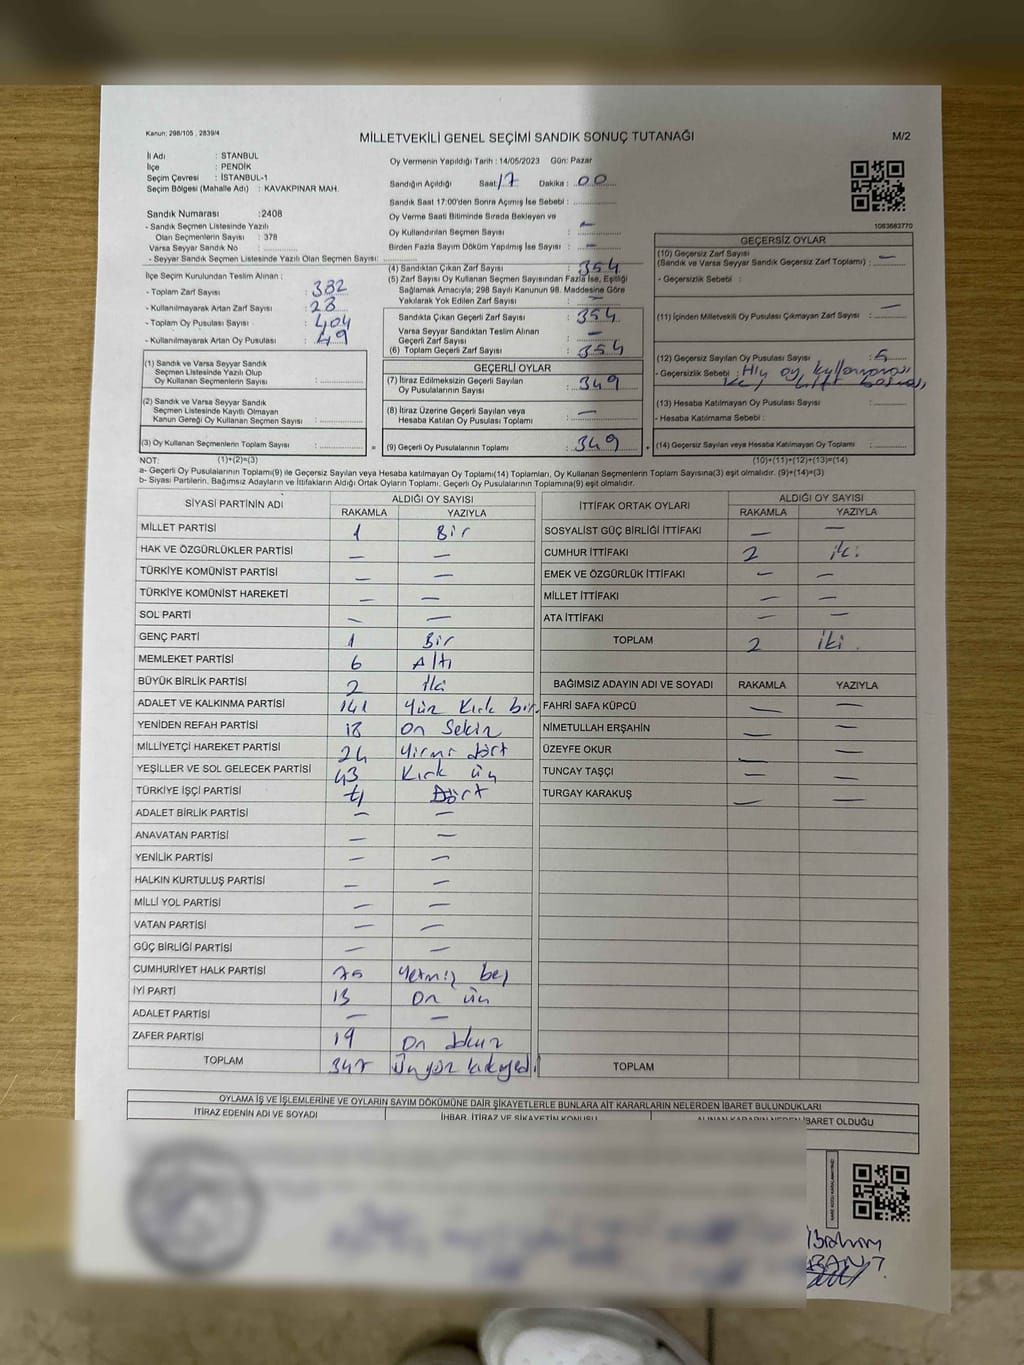 Kanun: 298/105 , 2839/4
MİLLETVEKİLİ GENEL SEÇİMİ SANDIK SONUÇ TUTANAĞI
M/2
İl Adı : STANBUL
İlçe : PENDİK
Seçim Çevresi : İSTANBUL-1
Seçim Bölgesi (Mahalle Adı) : KAVAKPINAR MAH.
Oy Vermenin Yapıldığı Tarih : 14/05/2023 Gün: Pazar
Sandığın Açıldığı Saat: 17 Dakika : 00
Sandık Saat 17:00'den Sonra Açımış İse Sebebi :
Oy Verme Saati Bitiminde Sırada Bekleyen ve
Oy Kullandırılan Seçmen Sayısı : —
Birden Fazla Sayım Döküm Yapılmış İse Sayısı : —
1063683770
Sandık Numarası :2408
- Sandık Seçmen Listesinde Yazılı
Olan Seçmenlerin Sayısı : 378
Varsa Seyyar Sandık No :
- Seyyar Sandık Seçmen Listesinde Yazılı Olan Seçmen Sayısı:
İlçe Seçim Kurulundan Teslim Alınan :
- Toplam Zarf Sayısı : 382
- Kullanılmayarak Artan Zarf Sayısı : 28
- Toplam Oy Pusulası Sayısı : 404
- Kullanılmayarak Artan Oy Pusulası : 49
(4) Sandıktan Çıkan Zarf Sayısı : 354
(5) Zarf Sayısı Oy Kullanan Seçmen Sayısından Fazla İse, Eşitliği
Sağlamak Amacıyla; 298 Sayılı Kanunun 98. Maddesine Göre
Yakılarak Yok Edilen Zarf Sayısı : —
Sandıkta Çıkan Geçerli Zarf Sayısı : 354
Varsa Seyyar Sandıktan Teslim Alınan
Geçerli Zarf Sayısı : —
(6) Toplam Geçerli Zarf Sayısı : 354
(1) Sandık ve Varsa Seyyar Sandık
Seçmen Listesinde Yazılı Olup
Oy Kullanan Seçmenlerin Sayısı :
(2) Sandık ve Varsa Seyyar Sandık
Seçmen Listesinde Kayıtlı Olmayan
Kanun Gereği Oy Kullanan Seçmen Sayısı :
(3) Oy Kullanan Seçmenlerin Toplam Sayısı :
GEÇERLİ OYLAR
(7) İtiraz Edilmeksizin Geçerli Sayılan
Oy Pusulasının Sayısı : 349
(8) İtiraz Üzerine Geçerli Sayılan veya
Hesaba Katılan Oy Pusulası Toplamı : —
(9) Geçerli Oy Pusulalarının Toplamı : 349
GEÇERSİZ OYLAR
(10) Geçersiz Zarf Sayısı
(Sandık ve Varsa Seyyar Sandık Geçersiz Zarf Toplamı) : —
- Geçersizlik Sebebi :
(11) İçinden Milletvekili Oy Pusulası Çıkmayan Zarf Sayısı : —
(12) Geçersiz Sayılan Oy Pusulası Sayısı : 5
- Geçersizlik Sebebi : Hiç oy
(13) Hesaba Katılmayan Oy Pusulası Sayısı :
- Hesaba Katılmama Sebebi :
(14) Geçersiz Sayılan veya Hesaba Katılmayan Oy Toplamı :
NOT: (1)+(2)=(3) (10)+(11)+(12)+(13)=(14)
a- Geçerli Oy Pusulalarının Toplamı(9) ile Geçersiz Sayılan veya Hesaba katılmayan Oy Toplamı(14) Toplamları, Oy Kullanan Seçmenlerin Toplam Sayısına(3) eşit olmalıdır. (9)+(14)=(3)
b- Siyasi Partilerin, Bağımsız Adayların ve İttifakların Aldığı Ortak Oyların Toplamı, Geçerli Oy Pusulalarının Toplamına(9) eşit olmalıdır.
SİYASİ PARTİNİN ADI ALDIĞI OY SAYISI
RAKAMLA YAZIYLA
MİLLET PARTİSİ 1 Bir
HAK VE ÖZGÜRLÜKLER PARTİSİ — —
TÜRKİYE KOMÜNİST PARTİSİ — —
TÜRKİYE KOMÜNİST HAREKETİ — —
SOL PARTİ — —
GENÇ PARTİ 1 Bir
MEMLEKET PARTİSİ 6 Altı
BÜYÜK BİRLİK PARTİSİ 2 İki
ADALET VE KALKINMA PARTİSİ 141 Yüz Kırk bir
YENİDEN REFAH PARTİSİ 18 On Sekiz
MİLLİYETÇİ HAREKET PARTİSİ 24 Yirmi dört
YEŞİLLER VE SOL GELECEK PARTİSİ 43 Kırk üç
TÜRKİYE İŞÇİ PARTİSİ 4 Dört
ADALET BİRLİK PARTİSİ — —
ANAVATAN PARTİSİ — —
YENİLİK PARTİSİ — —
HALKIN KURTULUŞ PARTİSİ — —
MİLLİ YOL PARTİSİ — —
VATAN PARTİSİ — —
GÜÇ BİRLİĞİ PARTİSİ — —
CUMHURİYET HALK PARTİSİ 75 Yetmiş beş
İYİ PARTİ 13 On üç
ADALET PARTİSİ — —
ZAFER PARTİSİ 19 On dokuz
TOPLAM 347 Üçyüz kırkyedi
İTTİFAK ORTAK OYLARI ALDIĞI OY SAYISI
RAKAMLA YAZIYLA
SOSYALİST GÜÇ BİRLİĞİ İTTİFAKI — —
CUMHUR İTTİFAKI 2 iki
EMEK VE ÖZGÜRLÜK İTTİFAKI — —
MİLLET İTTİFAKI — —
ATA İTTİFAKI — —
TOPLAM 2 iki.
BAĞIMSIZ ADAYIN ADI VE SOYADI RAKAMLA YAZIYLA
FAHRİ SAFA KÜPCÜ — —
NİMETULLAH ERŞAHİN — —
ÜZEYFE OKUR — —
TUNCAY TAŞÇI — —
TURGAY KARAKUŞ — —
TOPLAM
OYLAMA İŞ VE İŞLEMLERİNE VE OYLARIN SAYIM DÖKÜMÜNE DAİR ŞİKAYETLERLE BUNLARA AİT KARARLARIN NELERDEN İBARET BULUNDUKLARI
İTİRAZ EDENİN ADI VE SOYADI İHBAR, İTİRAZ VE ŞİKAYETİN KONUSU ALINAN KARARIN NEDEN İBARET OLDUĞU
İbrahim